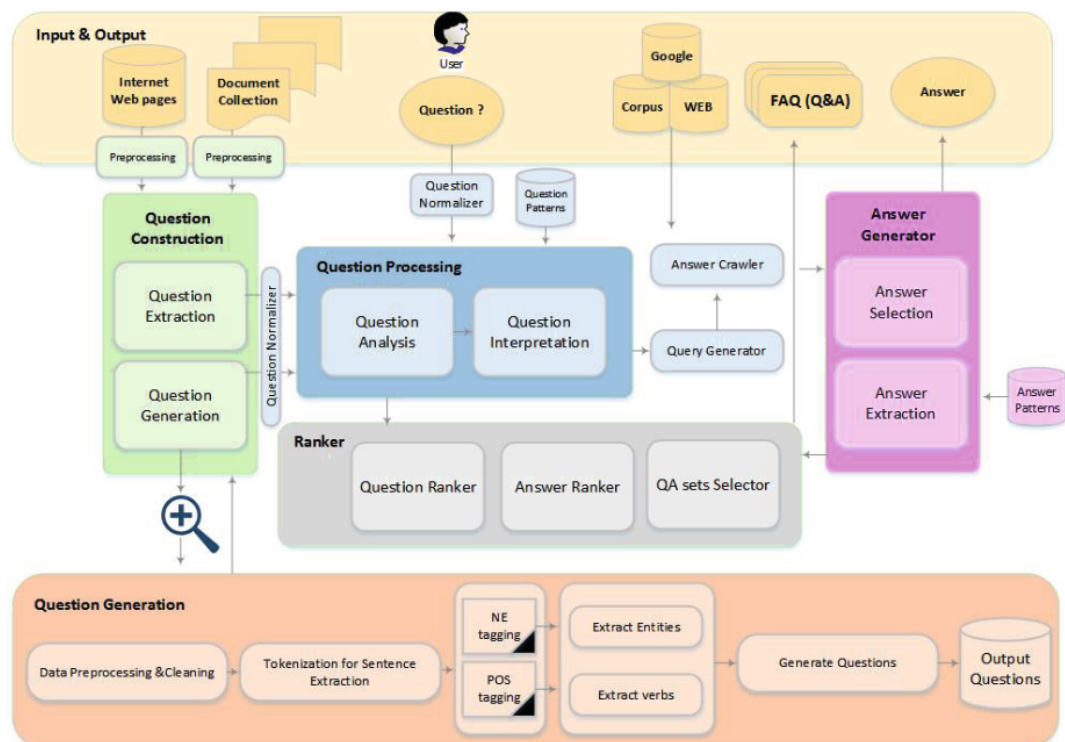 Input & Output
User
Internet
Web pages
Document
Collection
Question ?
Google
Corpus
WEB
FAQ (Q&A)
Answer
Preprocessing
Preprocessing
Question
Normalizer
Question
Patterns
Question
Construction
Question
Extraction
Question
Generation
Question Normalizer
Question Processing
Question
Analysis
Question
Interpretation
Answer Crawler
Query Generator
Answer
Generator
Answer
Selection
Answer
Extraction
Answer
Patterns
Ranker
Question Ranker
Answer Ranker
QA sets Selector
Question Generation
Data Preprocessing &Cleaning
Tokenization for Sentence
Extraction
NE
tagging
POS
tagging
Extract Entities
Extract verbs
Generate Questions
Output
Questions